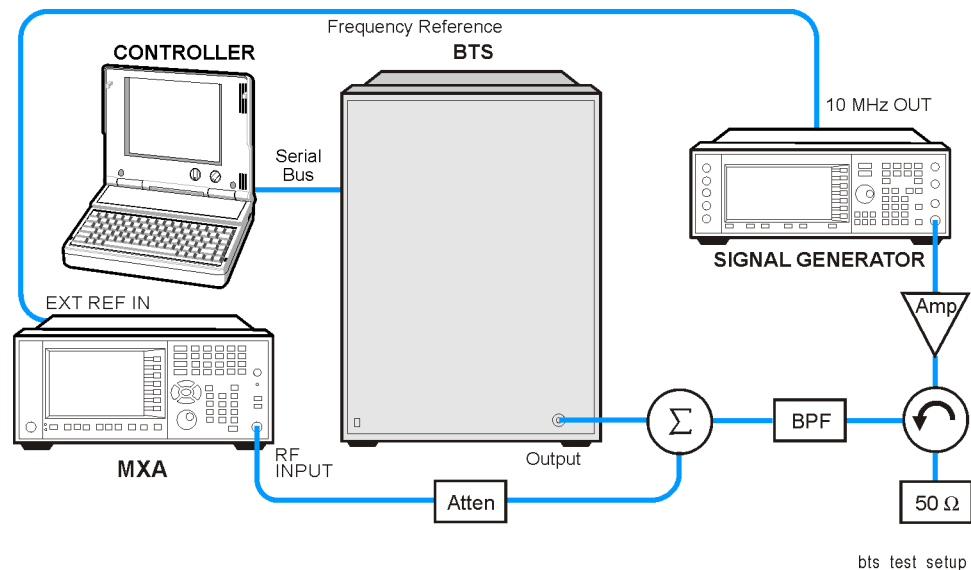 Frequency Reference
CONTROLLER
BTS
10 MHz OUT
Serial
Bus
SIGNAL GENERATOR
EXT REF IN
Amp
Σ
BPF
RF
INPUT
Output
MXA
Atten
50 Ω
bts test setup